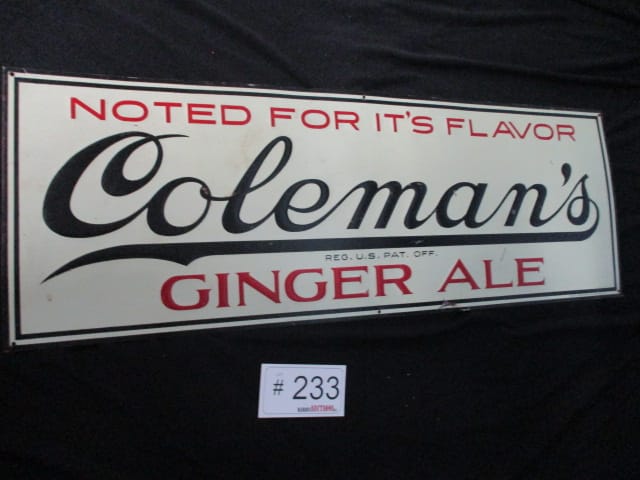 NOTED FOR IT'S FLAVOR
Coleman's
REG. U.S. PAT. OFF.
GINGER ALE
# 233